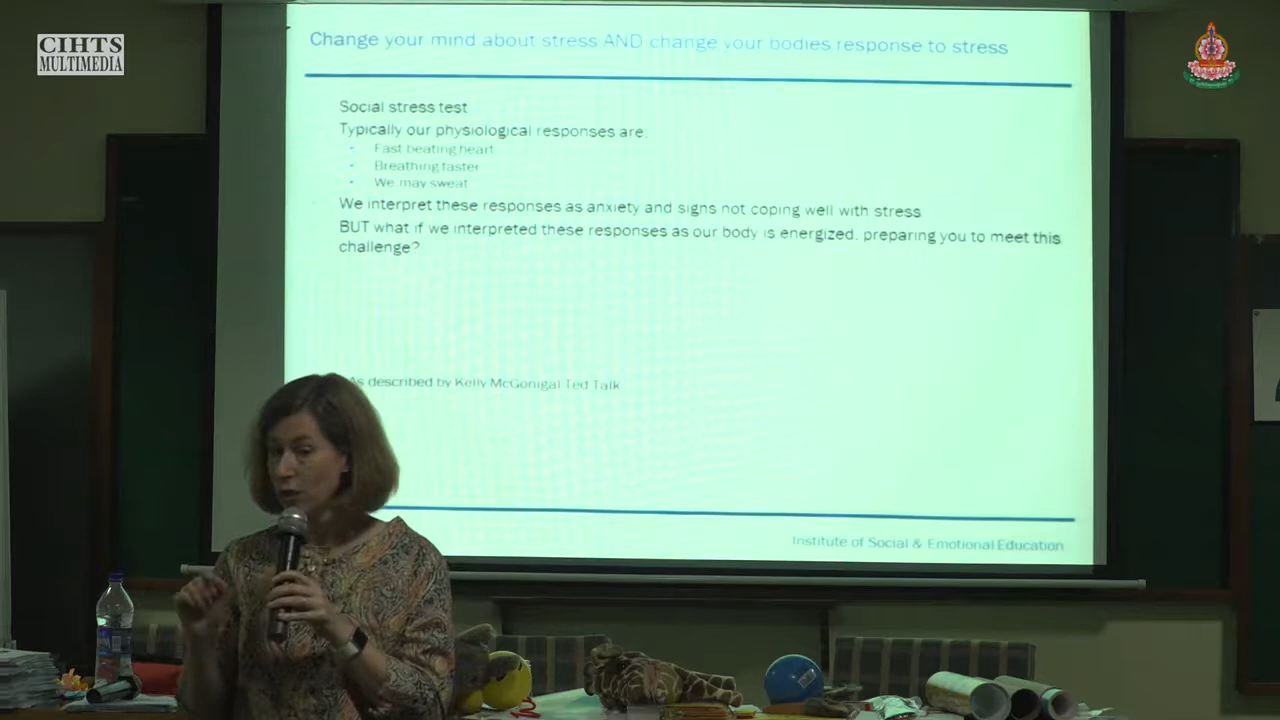 CIHTS
MULTIMEDIA
Change your mind about stress AND change your bodies response to stress
Social stress test
Typically our physiological responses are:
Fast beating heart
Breathing faster
We may sweat
We interpret these responses as anxiety and signs not coping well with stress
BUT what if we interpreted these responses as our body is energized, preparing you to meet this
challenge?
As described by Kelly McGonigal Ted Talk
Institute of Social & Emotional Education